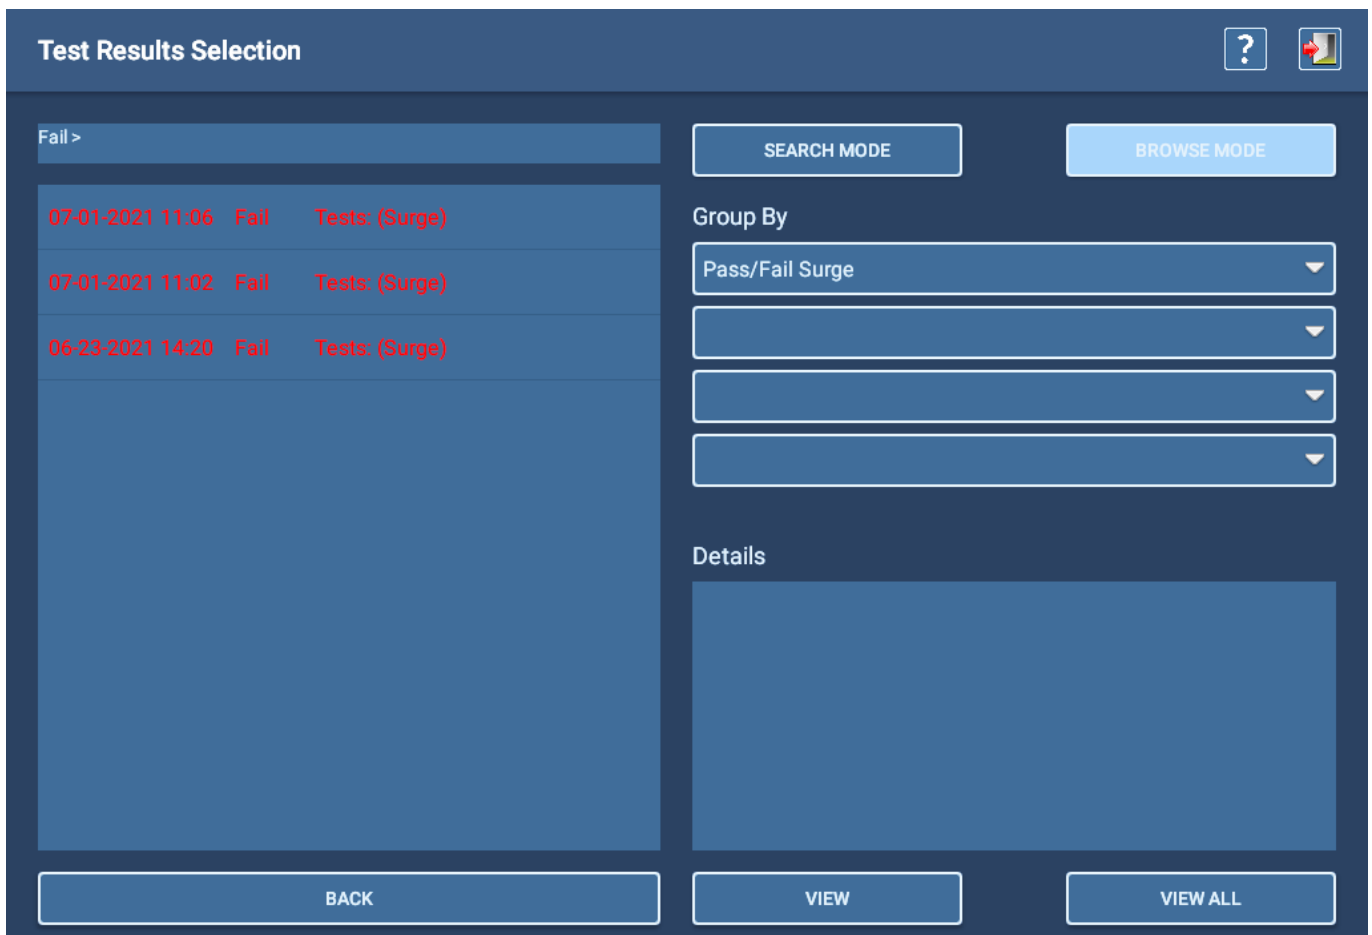 Test Results Selection
?
Fail >
SEARCH MODE
BROWSE MODE
07-01-2021 11:06 Fail Tests: (Surge)
07-01-2021 11:02 Fail Tests: (Surge)
06-23-2021 14:20 Fail Tests: (Surge)
Group By
Pass/Fail Surge
Details
BACK
VIEW
VIEW ALL